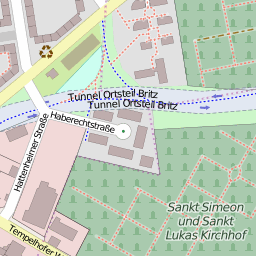 Tunnel Ortsteil Britz
Tunnel Ortsteil Britz
Haberechtstraße
Hattenheimer Straße
Sankt Simeon
und Sankt
Lukas Kirchhof
Tempelhofer W